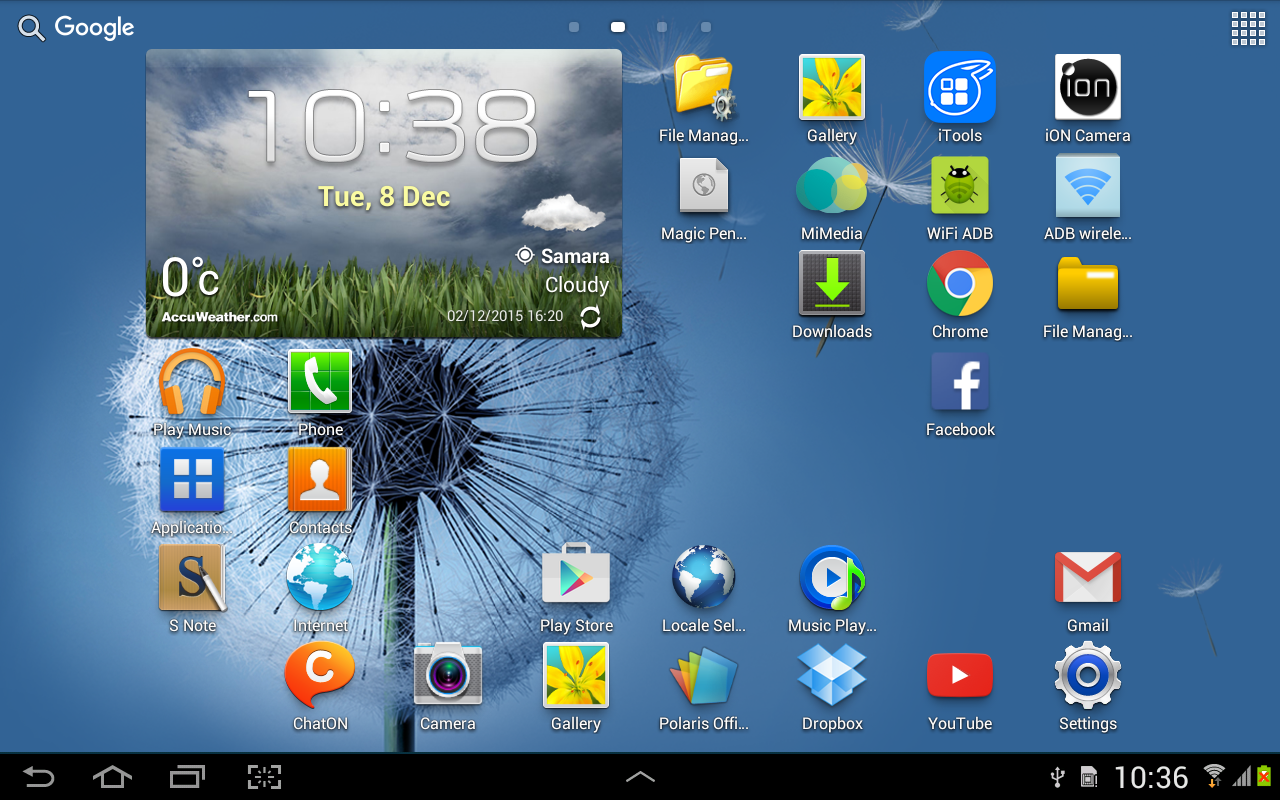 Google
10:38
Tue, 8 Dec
0°c
Samara
Cloudy
AccuWeather.com
02/12/2015 16:20
File Manag...
Gallery
iTools
iON
iON Camera
Magic Pen...
MiMedia
WiFi ADB
ADB wirele...
Downloads
Chrome
File Manag...
Play Music
Phone
f
Facebook
Applicatio..
Contacts
S
S Note
Internet
Play Store
Locale Sel...
Music Play...
Gmail
C
ChatON
Camera
Gallery
Polaris Offi...
Dropbox
YouTube
Settings
10:36